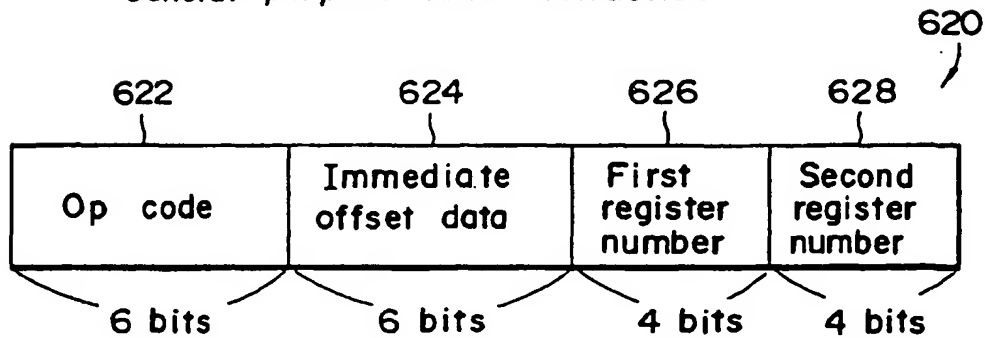 620
622 624 626 628
Op code
Immediate
offset data
First
register
number
Second
register
number
6 bits 6 bits 4 bits 4 bits